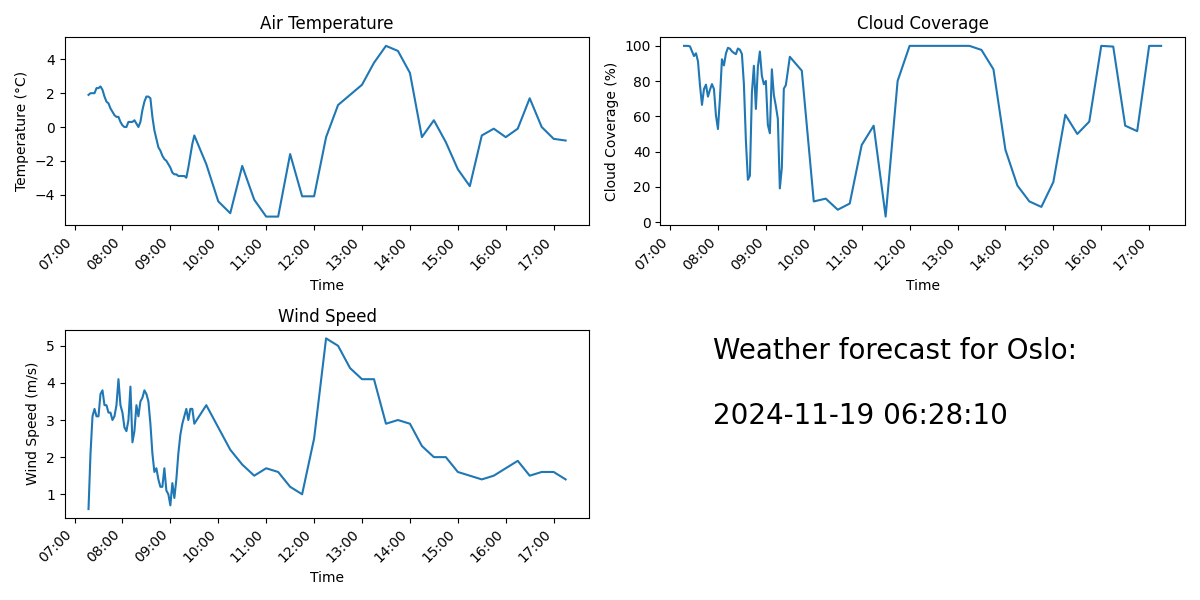 Air Temperature
Temperature (°C)
4
2
0
−2
−4
07:00 08:00 09:00 10:00 11:00 12:00 13:00 14:00 15:00 16:00 17:00
Time
Cloud Coverage
Cloud Coverage (%)
100
80
60
40
20
0
07:00 08:00 09:00 10:00 11:00 12:00 13:00 14:00 15:00 16:00 17:00
Time
Wind Speed
Wind Speed (m/s)
5
4
3
2
1
07:00 08:00 09:00 10:00 11:00 12:00 13:00 14:00 15:00 16:00 17:00
Time
Weather forecast for Oslo:
2024-11-19 06:28:10